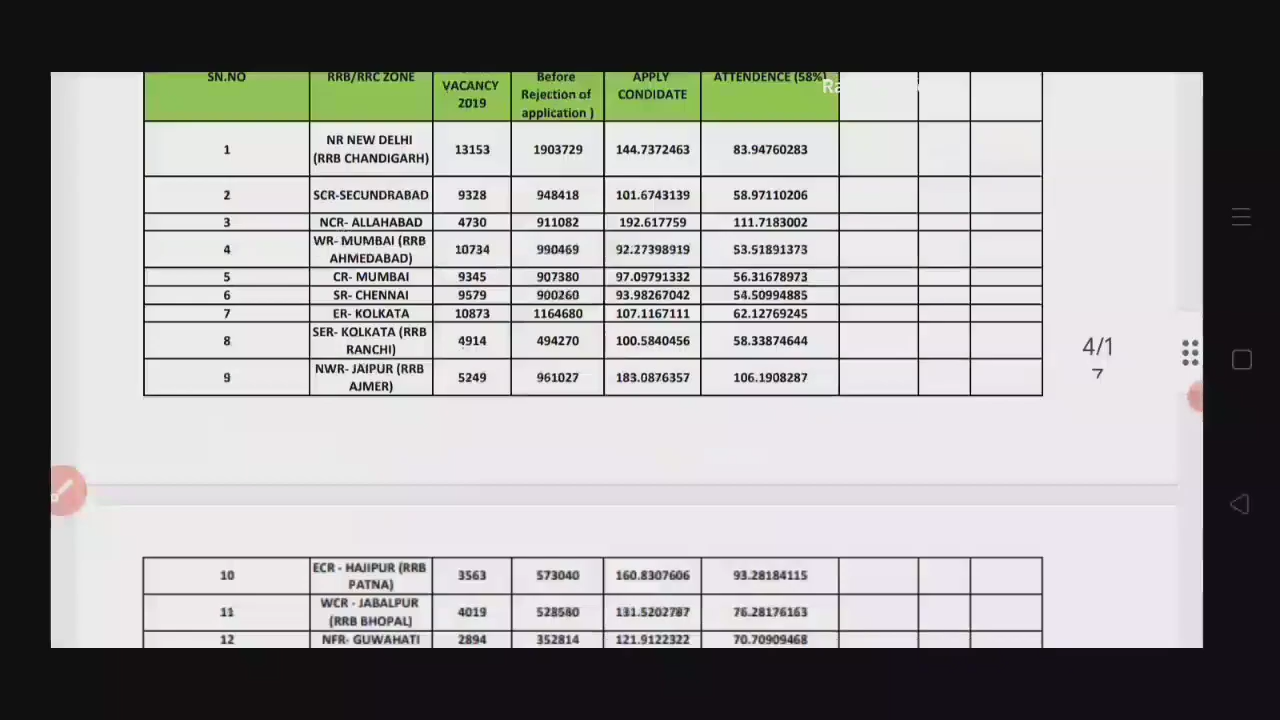 SN.NO RRB/RRC ZONE VACANCY 2019 Before Rejection of application ) APPLY CONDIDATE ATTENDENCE (58%)
1 NR NEW DELHI (RRB CHANDIGARH) 13153 1903729 144.7372463 83.94760283
2 SCR-SECUNDRABAD 9328 948418 101.6743139 58.97110206
3 NCR- ALLAHABAD 4730 911082 192.617759 111.7183002
4 WR- MUMBAI (RRB AHMEDABAD) 10734 990469 92.27398919 53.51891373
5 CR- MUMBAI 9345 907380 97.09791332 56.31678973
6 SR- CHENNAI 9579 900260 93.98267042 54.50994885
7 ER- KOLKATA 10873 1164680 107.1167111 62.12769245
8 SER- KOLKATA (RRB RANCHI) 4914 494270 100.5840456 58.33874644
9 NWR- JAIPUR (RRB AJMER) 5249 961027 183.0876357 106.1908287
4/1
7
10 ECR - HAJIPUR (RRB PATNA) 3563 573040 160.8307606 93.28184115
11 WCR - JABALPUR (RRB BHOPAL) 4019 528580 131.5202787 76.28176163
12 NFR- GUWAHATI 2894 352814 121.9122322 70.70909468